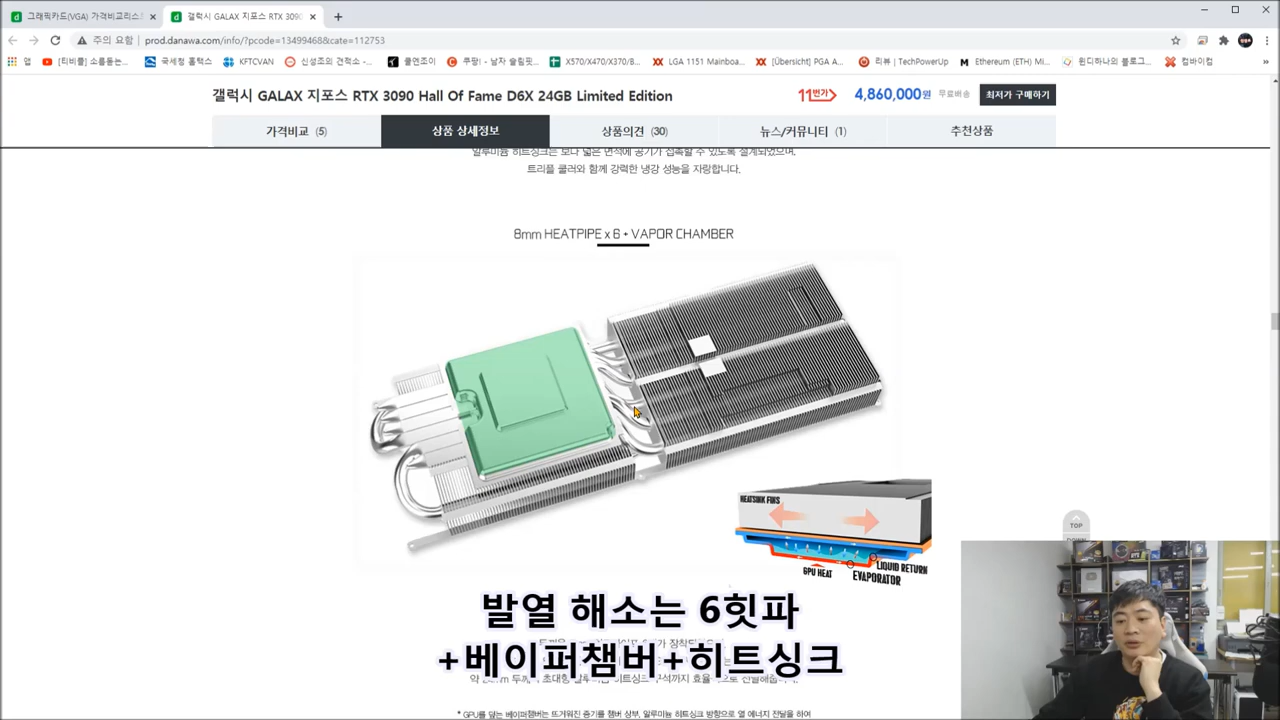 그래픽카드(VGA) 가격비교리스
갤럭시 GALAX 지포스 RTX 3090
주의 요함
prod.danawa.com/info/?pcode=13499468&cate=112753
앱
[티비플] 소름돋는...
국세청 홈택스
KFTCVAN
신성조의 견적소 -...
쿨엔조이
쿠팡! - 남자 슬림핏...
X570/X470/X370/B...
LGA 1151 Mainboa...
[Übersicht] PGA A...
리뷰 | TechPowerUp
Ethereum (ETH) Mi...
윈디하나의 블로그...
컴바이컴
»
갤럭시 GALAX 지포스 RTX 3090 Hall Of Fame D6X 24GB Limited Edition
11번가
4,860,000원
무료배송
최저가 구매하기
가격비교 (5)
상품 상세정보
상품의견 (30)
뉴스/커뮤니티 (1)
추천상품
알루미늄 히트싱크는 보다 넓은 면적에 공기가 접촉할 수 있도록 설계되었으며,
트리플 쿨러와 함께 강력한 냉강 성능을 자랑합니다.
8mm HEATPIPE x 6 + VAPOR CHAMBER
HEATSINK FINS
LIQUID RETURN
GPU HEAT
EVAPORATOR
TOP
DOWN
발열 해소는 6힛파
+베이퍼챔버+히트싱크
* GPU를 덮는 베이퍼챔버는 뜨거워진 증기를 챔버 상부, 알루미늄 히트싱크 방향으로 열 에너지 전달을 하여